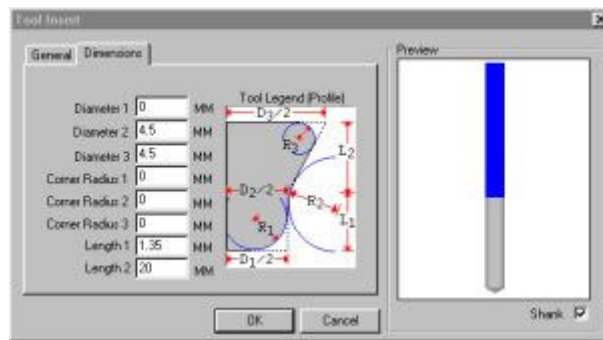 Tool Insert
General Dimensions
Preview
Diameter 1 0 MM
Diameter 2 4.5 MM
Diameter 3 4.5 MM
Corner Radius 1 0 MM
Corner Radius 2 0 MM
Corner Radius 3 0 MM
Length 1 1.35 MM
Length 2 20 MM
Tool Legend (Profile)
D3/2
R3
L2
D2/2
R2
L1
R1
D1/2
Shank
OK Cancel